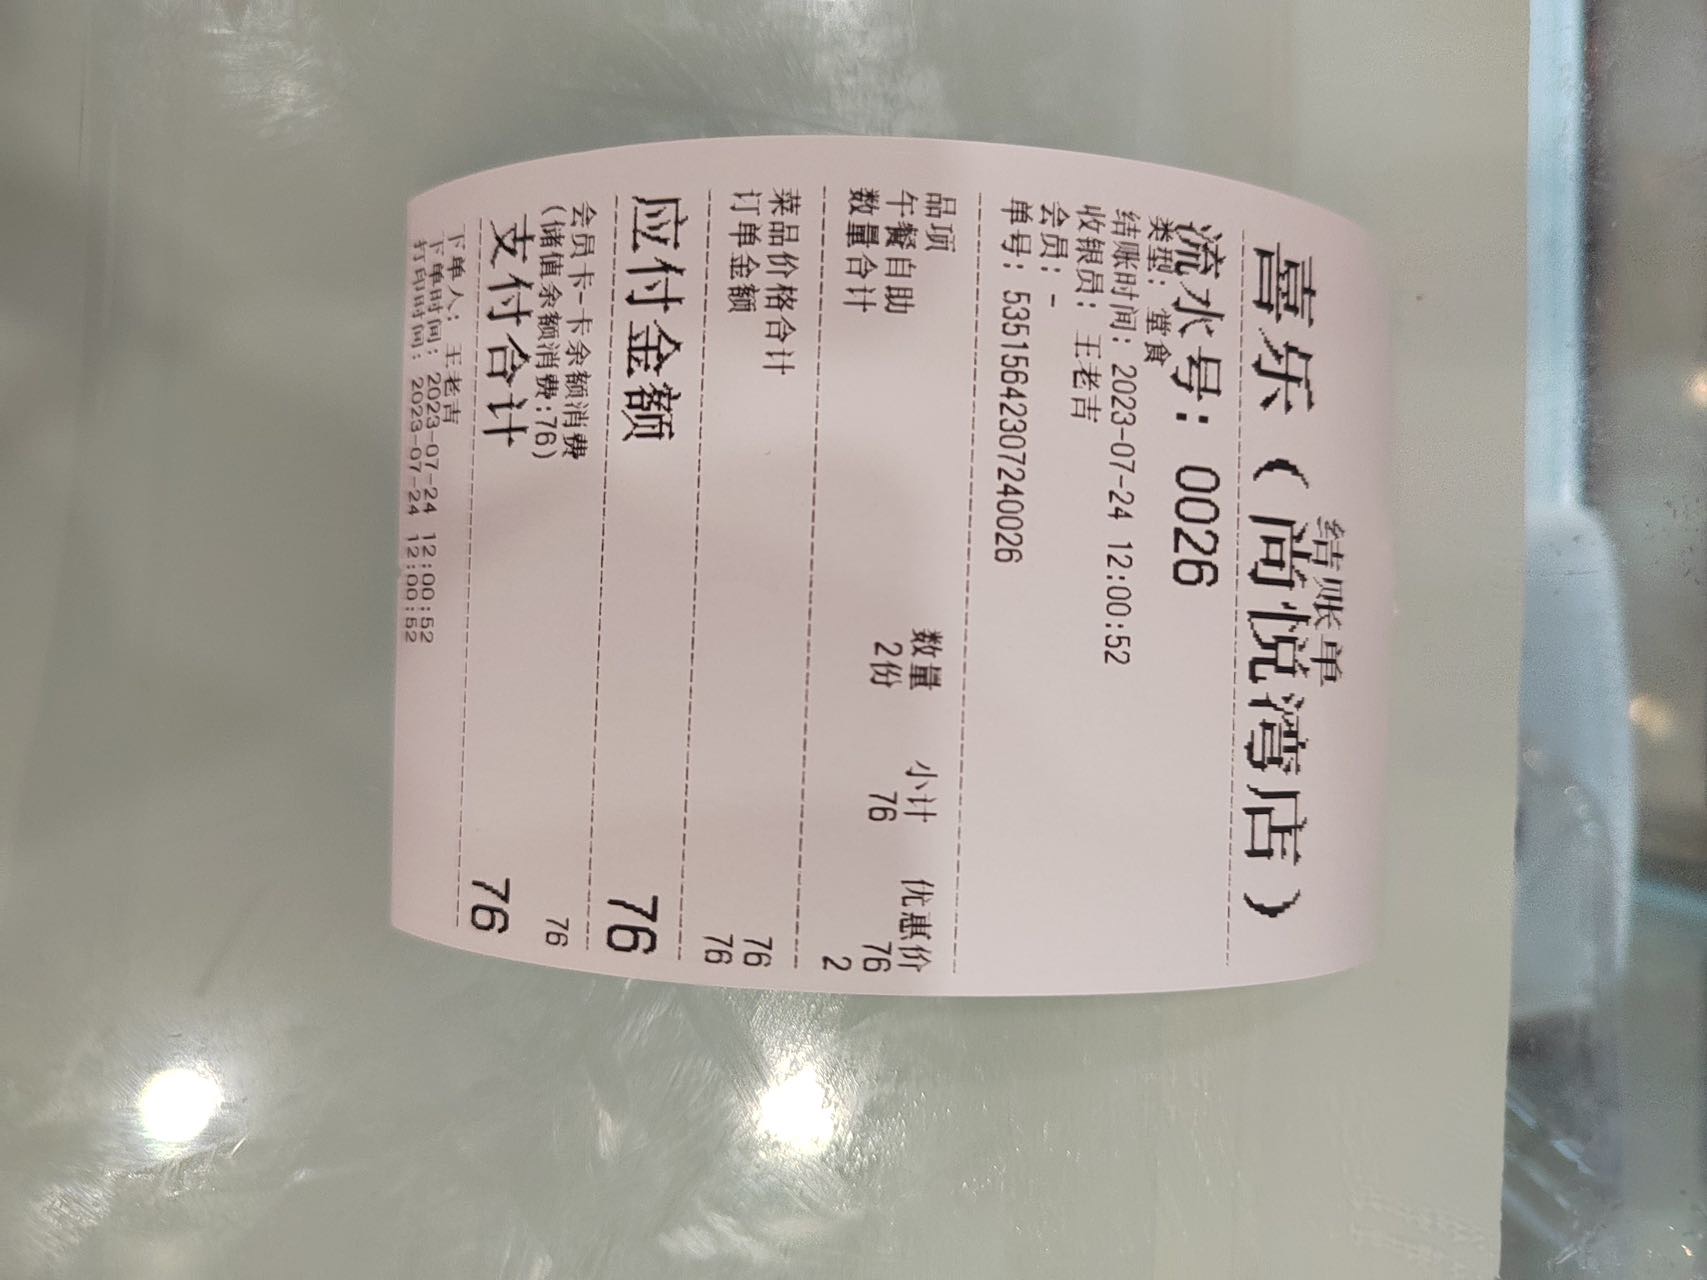 结账单
喜乐（尚悦湾店）
流水号：0026
类型：堂食
结账时间：2023-07-24 12:00:52
收银员：王老吉
会员：-
单号：53515642307240026
品项 数量 小计 优惠价
午餐自助 2份 76 76
数量合计 2
菜品价格合计 76
订单金额 76
应付金额 76
会员卡-卡余额消费 76
(储值余额消费:76)
支付合计 76
下单人：王老吉
下单时间：2023-07-24 12:00:52
打印时间：2023-07-24 12:00:52